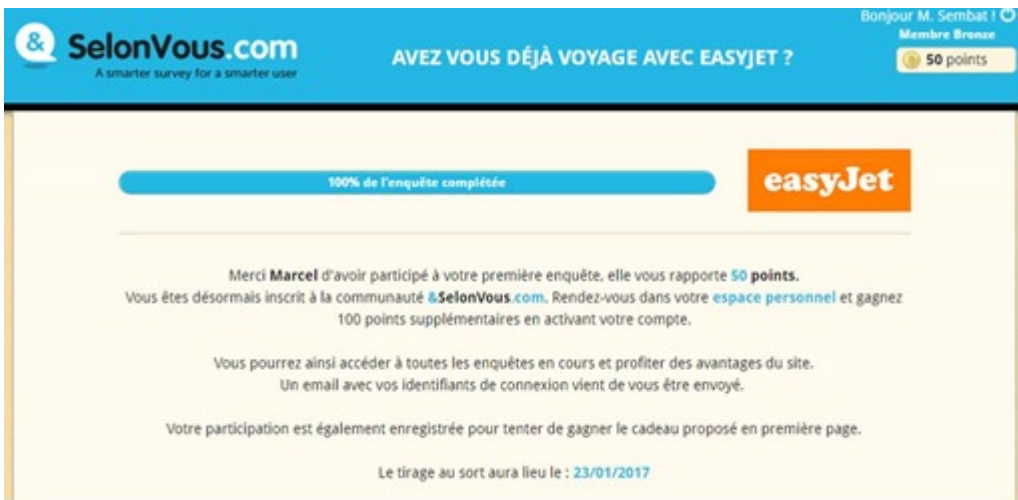 Bonjour M. Sembat !
& SelonVous.com
Membre Bronze
AVEZ VOUS DÉJÀ VOYAGE AVEC EASYJET ?
50 points
A smarter survey for a smarter user
100% de l'enquête complétée
easyJet
Merci Marcel d'avoir participé à votre première enquête, elle vous rapporte 50 points.
Vous êtes désormais inscrit à la communauté &SelonVous.com. Rendez-vous dans votre espace personnel et gagnez
100 points supplémentaires en activant votre compte.
Vous pourrez ainsi accéder à toutes les enquêtes en cours et profiter des avantages du site.
Un email avec vos identifiants de connexion vient de vous être envoyé.
Votre participation est également enregistrée pour tenter de gagner le cadeau proposé en première page.
Le tirage au sort aura lieu le : 23/01/2017